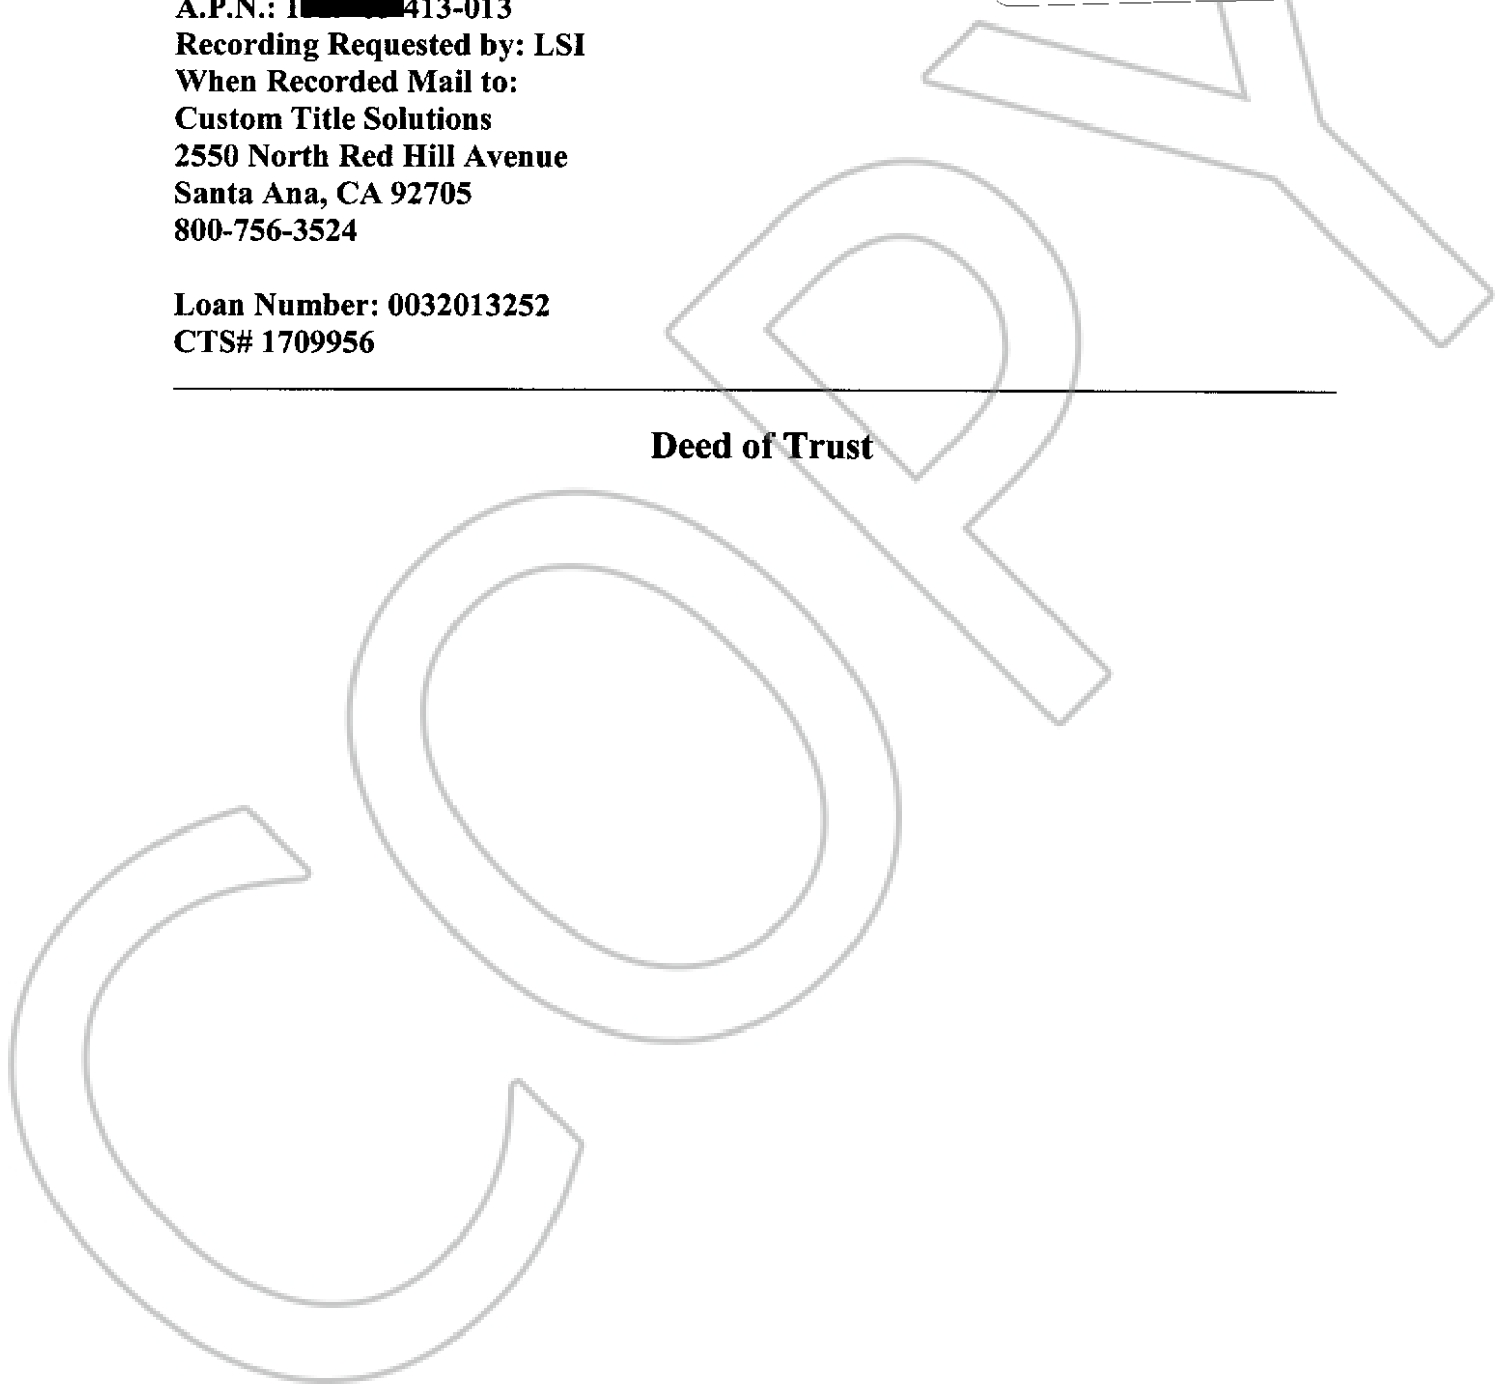 A.P.N.: 1 413-013
Recording Requested by: LSI
When Recorded Mail to:
Custom Title Solutions
2550 North Red Hill Avenue
Santa Ana, CA 92705
800-756-3524
Loan Number: 0032013252
CTS# 1709956
Deed of Trust
COPY